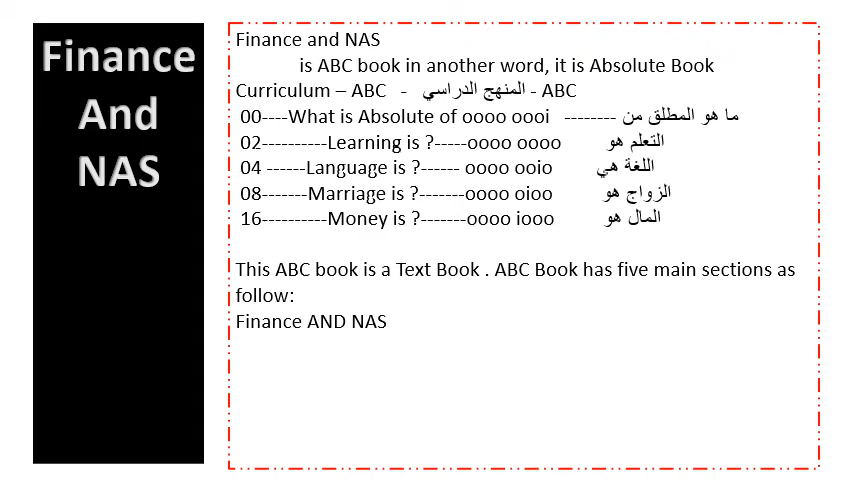 Finance
And
NAS
Finance and NAS
is ABC book in another word, it is Absolute Book
Curriculum – ABC - المنهج الدراسي - ABC
00----What is Absolute of oooo oooi -------- ما هو المطلق من
02----------Learning is ?-----oooo oooo التعلم هو
04 ------Language is ?------ oooo ooio اللغة هي
08-------Marriage is ?-------oooo oioo الزواج هو
16----------Money is ?-------oooo iooo المال هو
This ABC book is a Text Book . ABC Book has five main sections as
follow:
Finance AND NAS